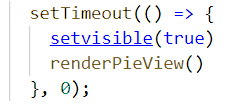 setTimeout(() => {
setvisible(true)
renderPieView()
}, 0);